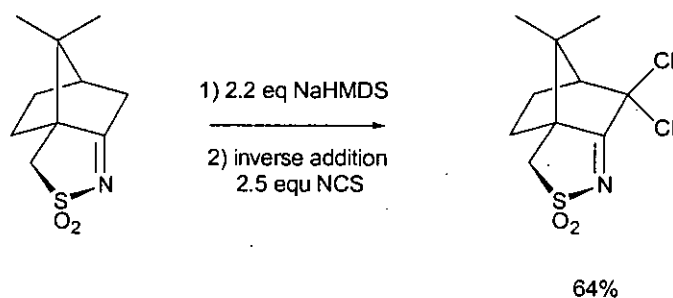 1) 2.2 eq NaHMDS
2) inverse addition
2.5 equ NCS
Cl
Cl
N
S
O2
N
S
O2
64%